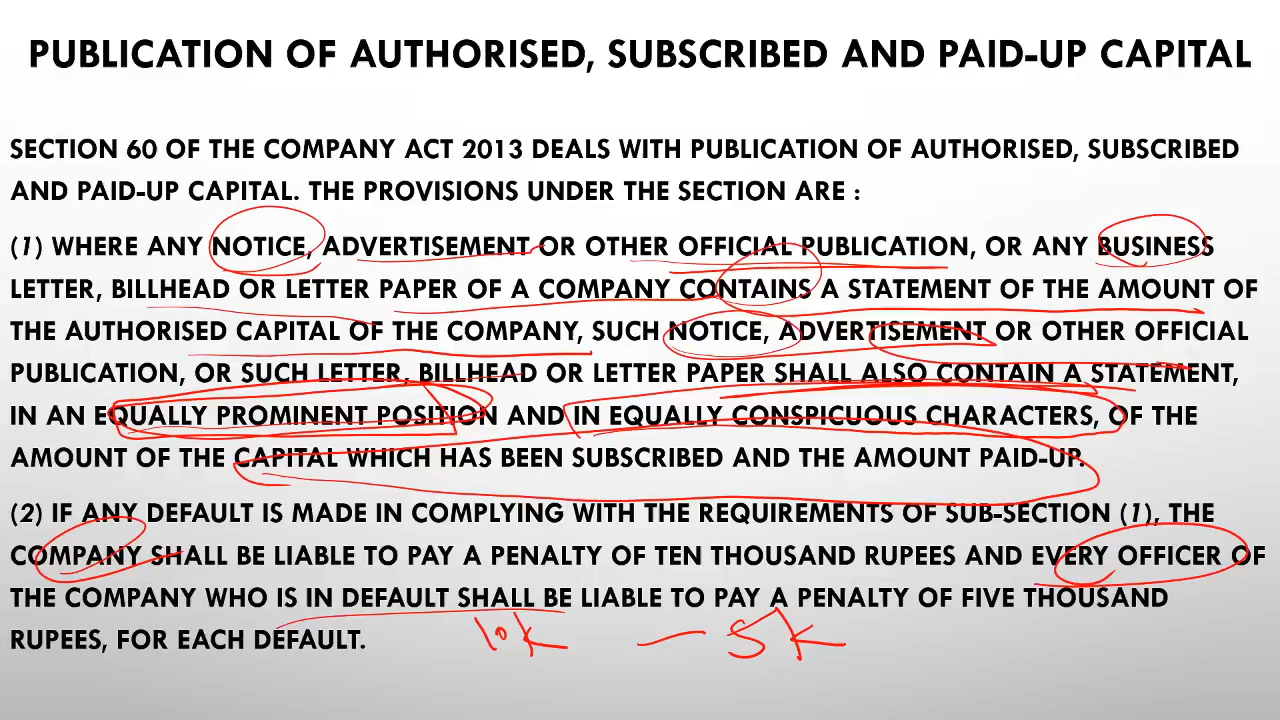 PUBLICATION OF AUTHORISED, SUBSCRIBED AND PAID-UP CAPITAL
SECTION 60 OF THE COMPANY ACT 2013 DEALS WITH PUBLICATION OF AUTHORISED, SUBSCRIBED
AND PAID-UP CAPITAL. THE PROVISIONS UNDER THE SECTION ARE :
(1) WHERE ANY NOTICE, ADVERTISEMENT OR OTHER OFFICIAL PUBLICATION, OR ANY BUSINESS
LETTER, BILLHEAD OR LETTER PAPER OF A COMPANY CONTAINS A STATEMENT OF THE AMOUNT OF
THE AUTHORISED CAPITAL OF THE COMPANY, SUCH NOTICE, ADVERTISEMENT OR OTHER OFFICIAL
PUBLICATION, OR SUCH LETTER, BILLHEAD OR LETTER PAPER SHALL ALSO CONTAIN A STATEMENT,
IN AN EQUALLY PROMINENT POSITION AND IN EQUALLY CONSPICUOUS CHARACTERS, OF THE
AMOUNT OF THE CAPITAL WHICH HAS BEEN SUBSCRIBED AND THE AMOUNT PAID-UP.
(2) IF ANY DEFAULT IS MADE IN COMPLYING WITH THE REQUIREMENTS OF SUB-SECTION (1), THE
COMPANY SHALL BE LIABLE TO PAY A PENALTY OF TEN THOUSAND RUPEES AND EVERY OFFICER OF
THE COMPANY WHO IS IN DEFAULT SHALL BE LIABLE TO PAY A PENALTY OF FIVE THOUSAND
RUPEES, FOR EACH DEFAULT.
10K — 5K